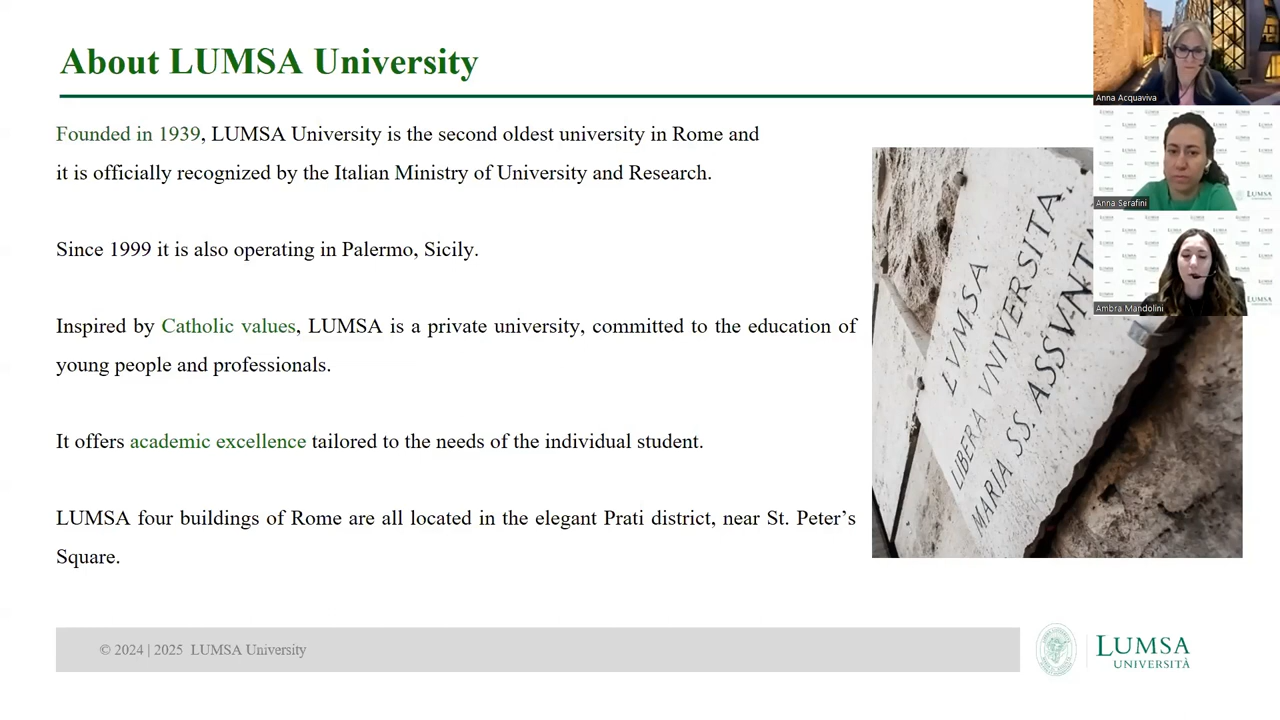 About LUMSA University
Founded in 1939, LUMSA University is the second oldest university in Rome and
it is officially recognized by the Italian Ministry of University and Research.
Since 1999 it is also operating in Palermo, Sicily.
Inspired by Catholic values, LUMSA is a private university, committed to the education of
young people and professionals.
It offers academic excellence tailored to the needs of the individual student.
LUMSA four buildings of Rome are all located in the elegant Prati district, near St. Peter’s
Square.
LVMSA
LIBERA VNIVERSITA
MARIA SS. ASSVNTA
Anna Acquaviva
LUMSA
Anna Serafini
LUMSA
Ambra Mandolini
© 2024 | 2025 LUMSA University
LUMSA
UNIVERSITÀ